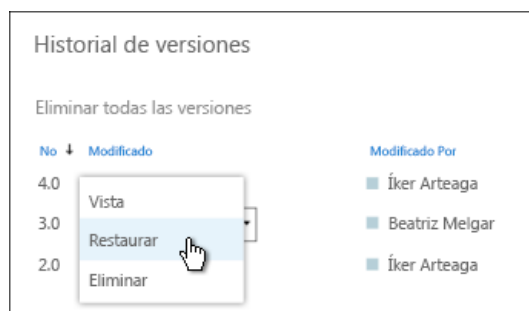 Historial de versiones
Eliminar todas las versiones
No ↓ Modificado Modificado Por
4.0 Íker Arteaga
Vista
3.0 Beatriz Melgar
Restaurar
2.0 Íker Arteaga
Eliminar